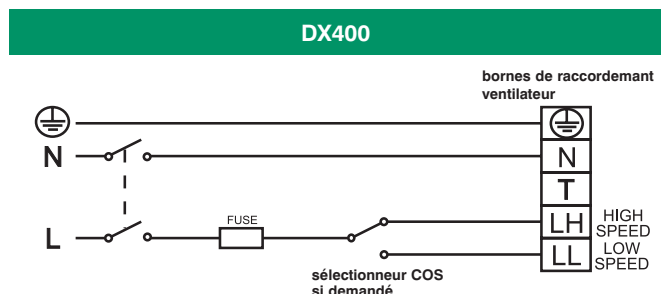 DX400
bornes de raccordemant
ventilateur
N
N
T
L
FUSE
LH
HIGH
SPEED
LL
LOW
SPEED
sélectionneur COS
si demandé